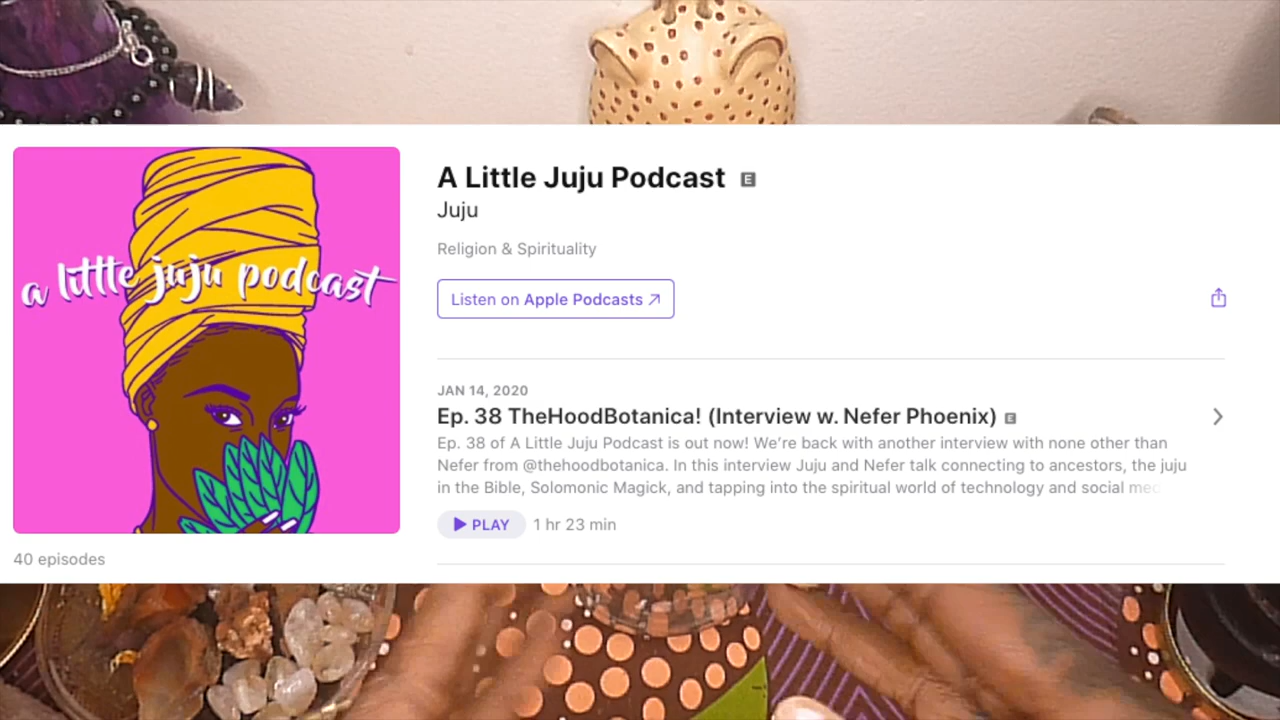 a little juju podcast
40 episodes
A Little Juju Podcast E
Juju
Religion & Spirituality
Listen on Apple Podcasts ↗
JAN 14, 2020
Ep. 38 TheHoodBotanica! (Interview w. Nefer Phoenix) E
Ep. 38 of A Little Juju Podcast is out now! We’re back with another interview with none other than
Nefer from @thehoodbotanica. In this interview Juju and Nefer talk connecting to ancestors, the juju
in the Bible, Solomonic Magick, and tapping into the spiritual world of technology and social
PLAY 1 hr 23 min